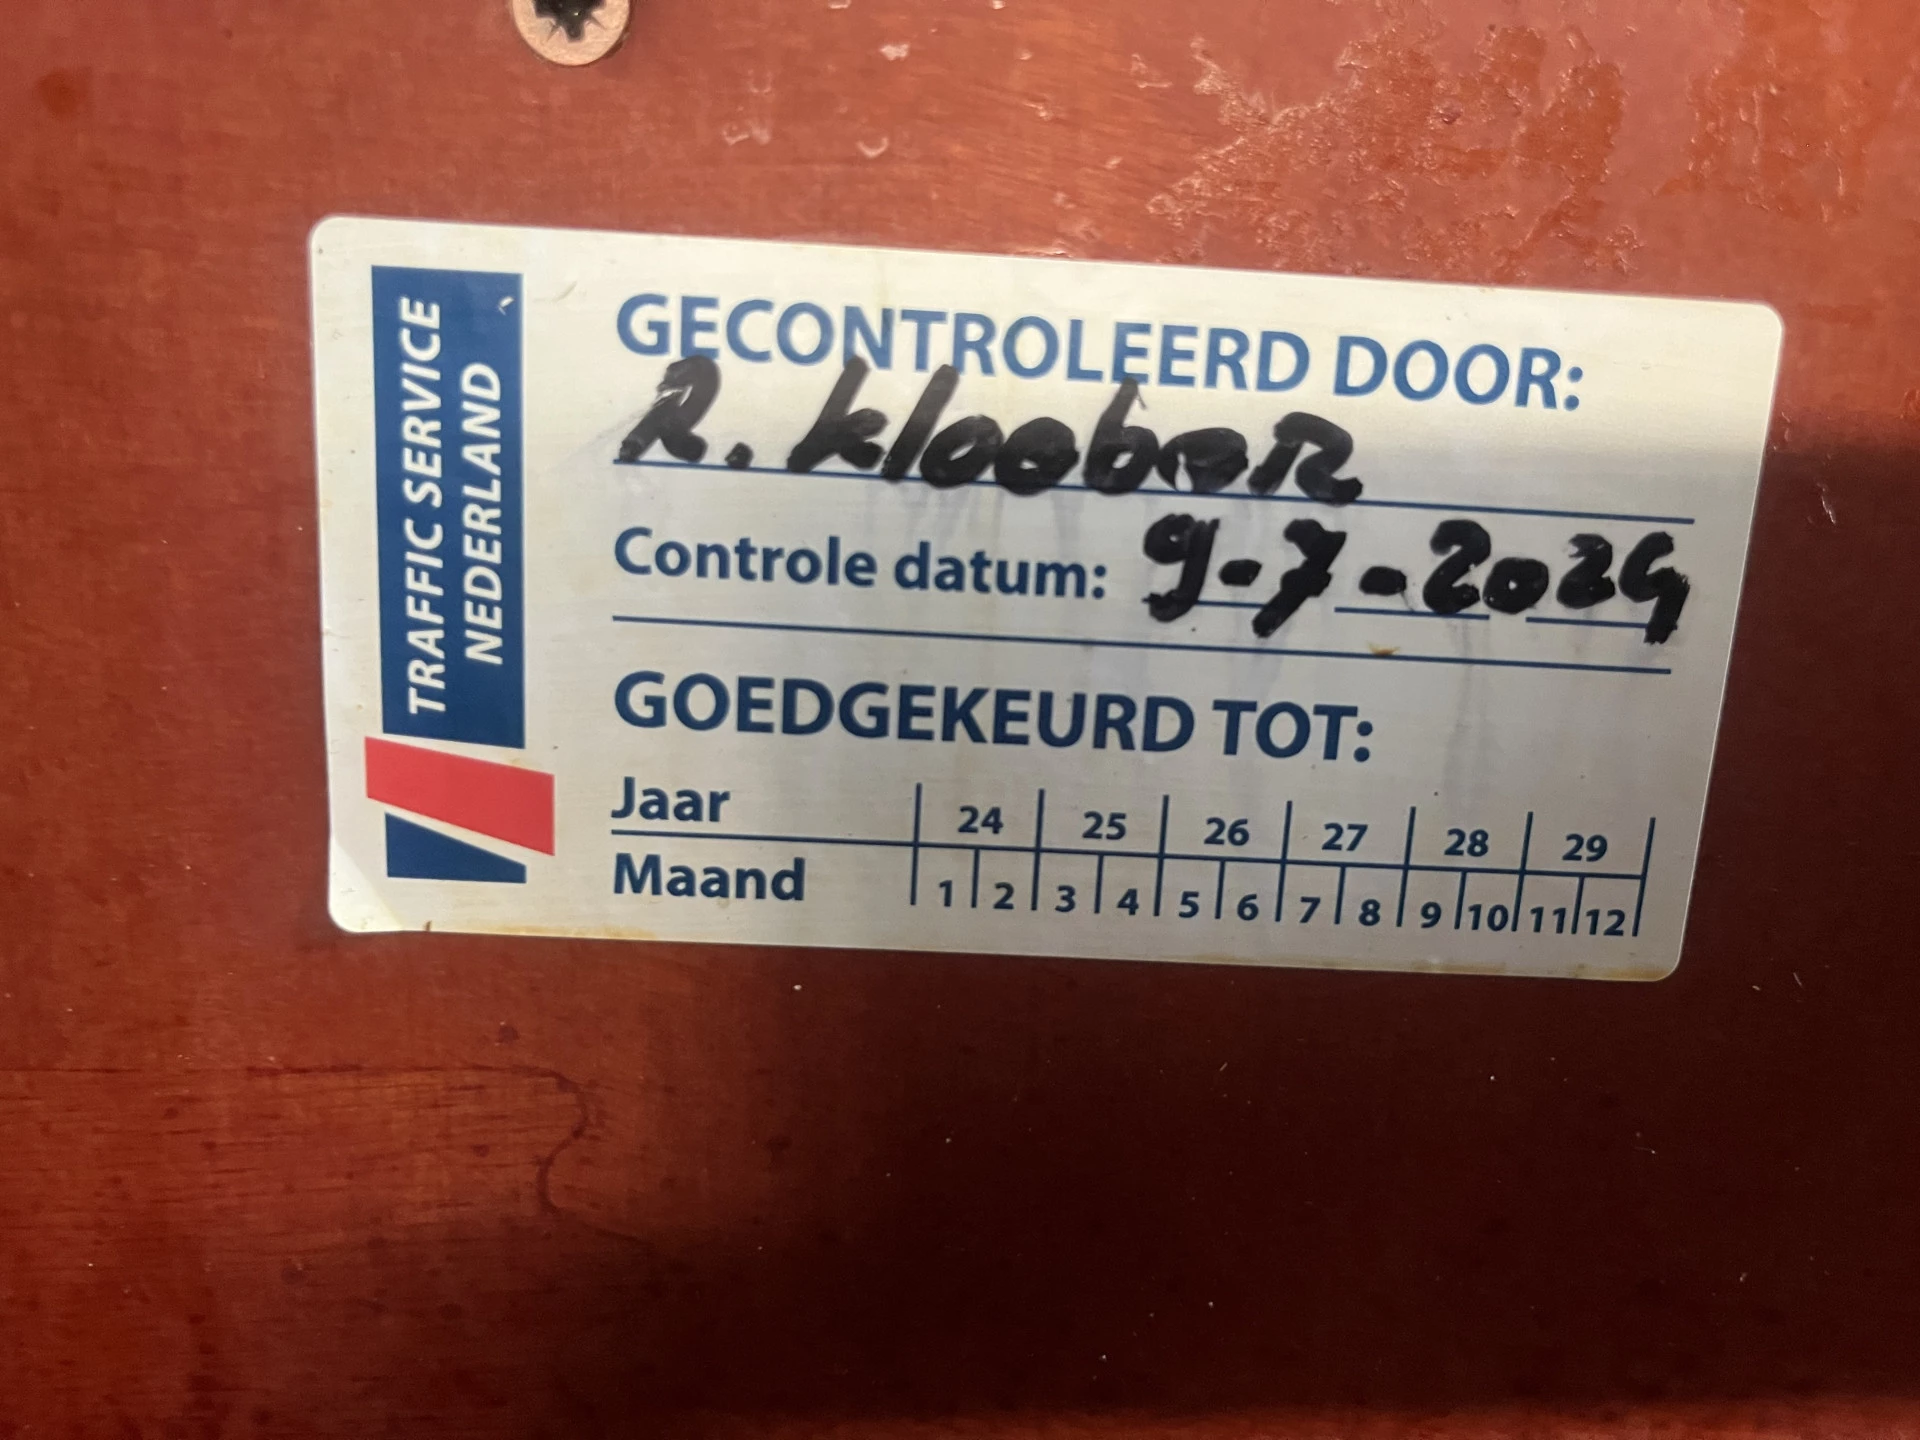 TRAFFIC SERVICE
NEDERLAND
GECONTROLEERD DOOR:
R. Kloober
Controle datum: 9-7-2024
GOEDGEKEURD TOT:
Jaar 24 25 26 27 28 29
Maand 1 2 3 4 5 6 7 8 9 10 11 12